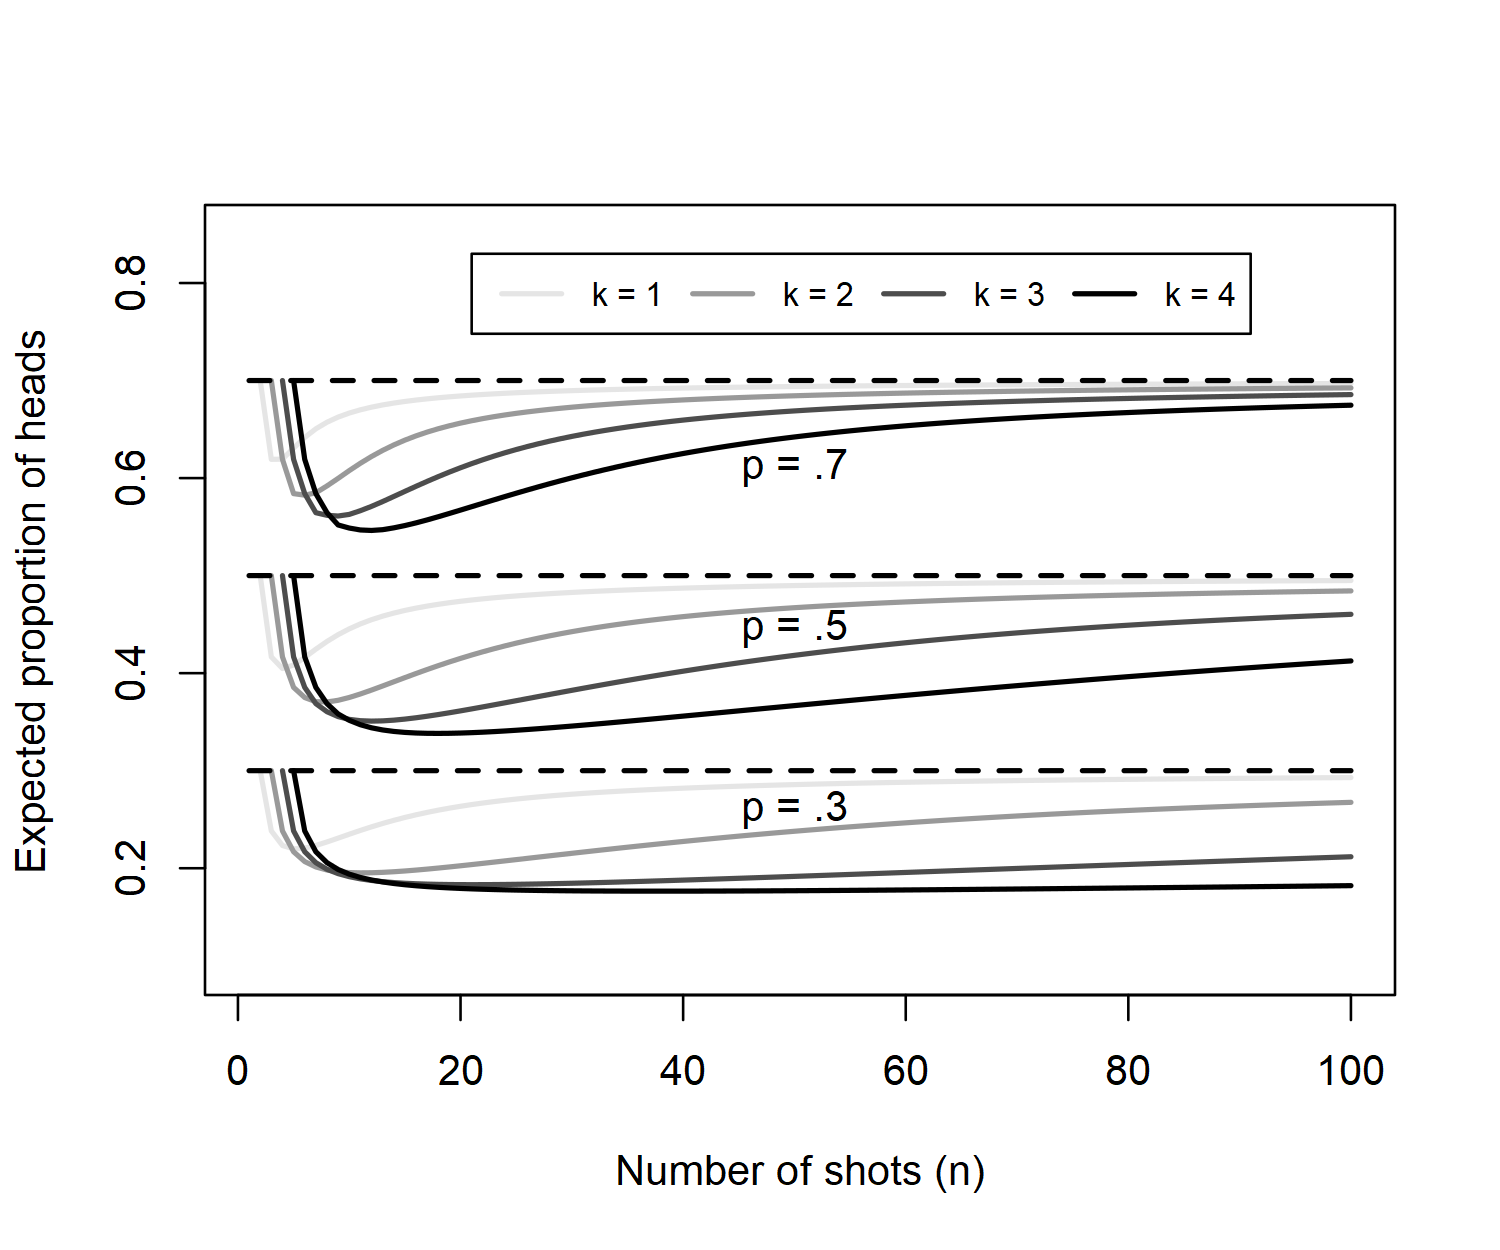 k = 1 k = 2 k = 3 k = 4
Expected proportion of heads
0.8
0.6
0.4
0.2
p = .7
p = .5
p = .3
0 20 40 60 80 100
Number of shots (n)